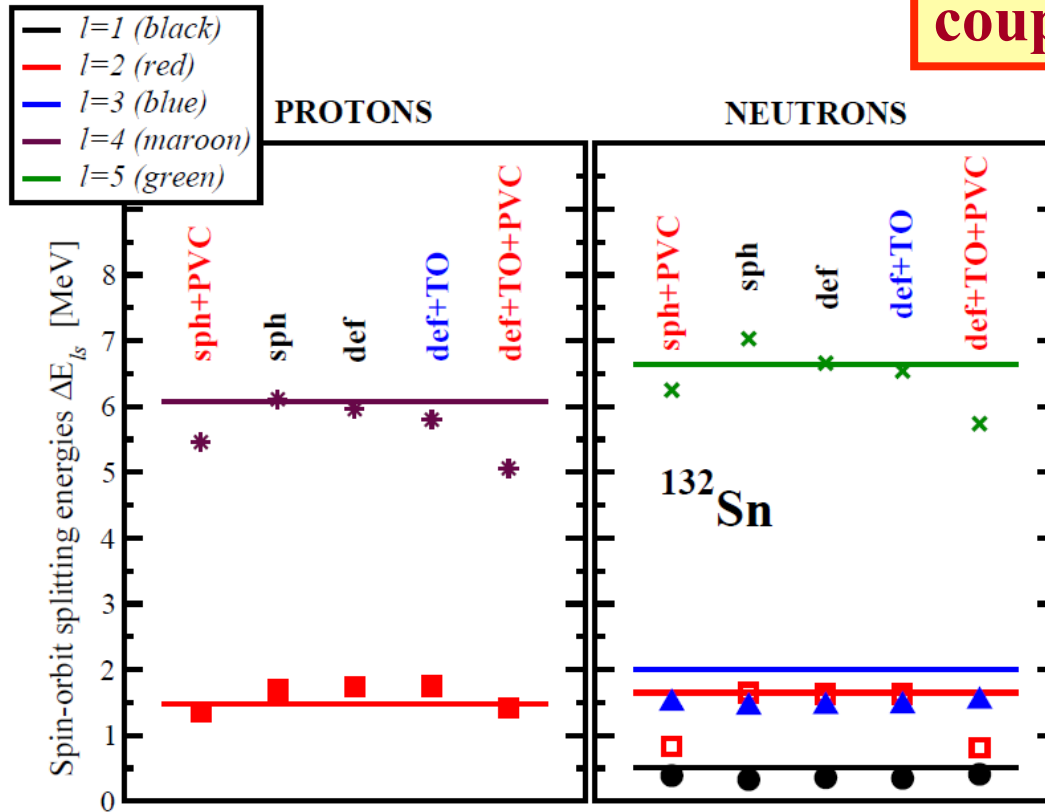 coup
l=1 (black)
l=2 (red)
l=3 (blue)
l=4 (maroon)
l=5 (green)
PROTONS
NEUTRONS
Spin-orbit splitting energies ΔE_ls [MeV]
8
7
6
5
4
3
2
1
0
sph+PVC
sph
def
def+TO
def+TO+PVC
sph+PVC
sph
def
def+TO
def+TO+PVC
¹³²Sn